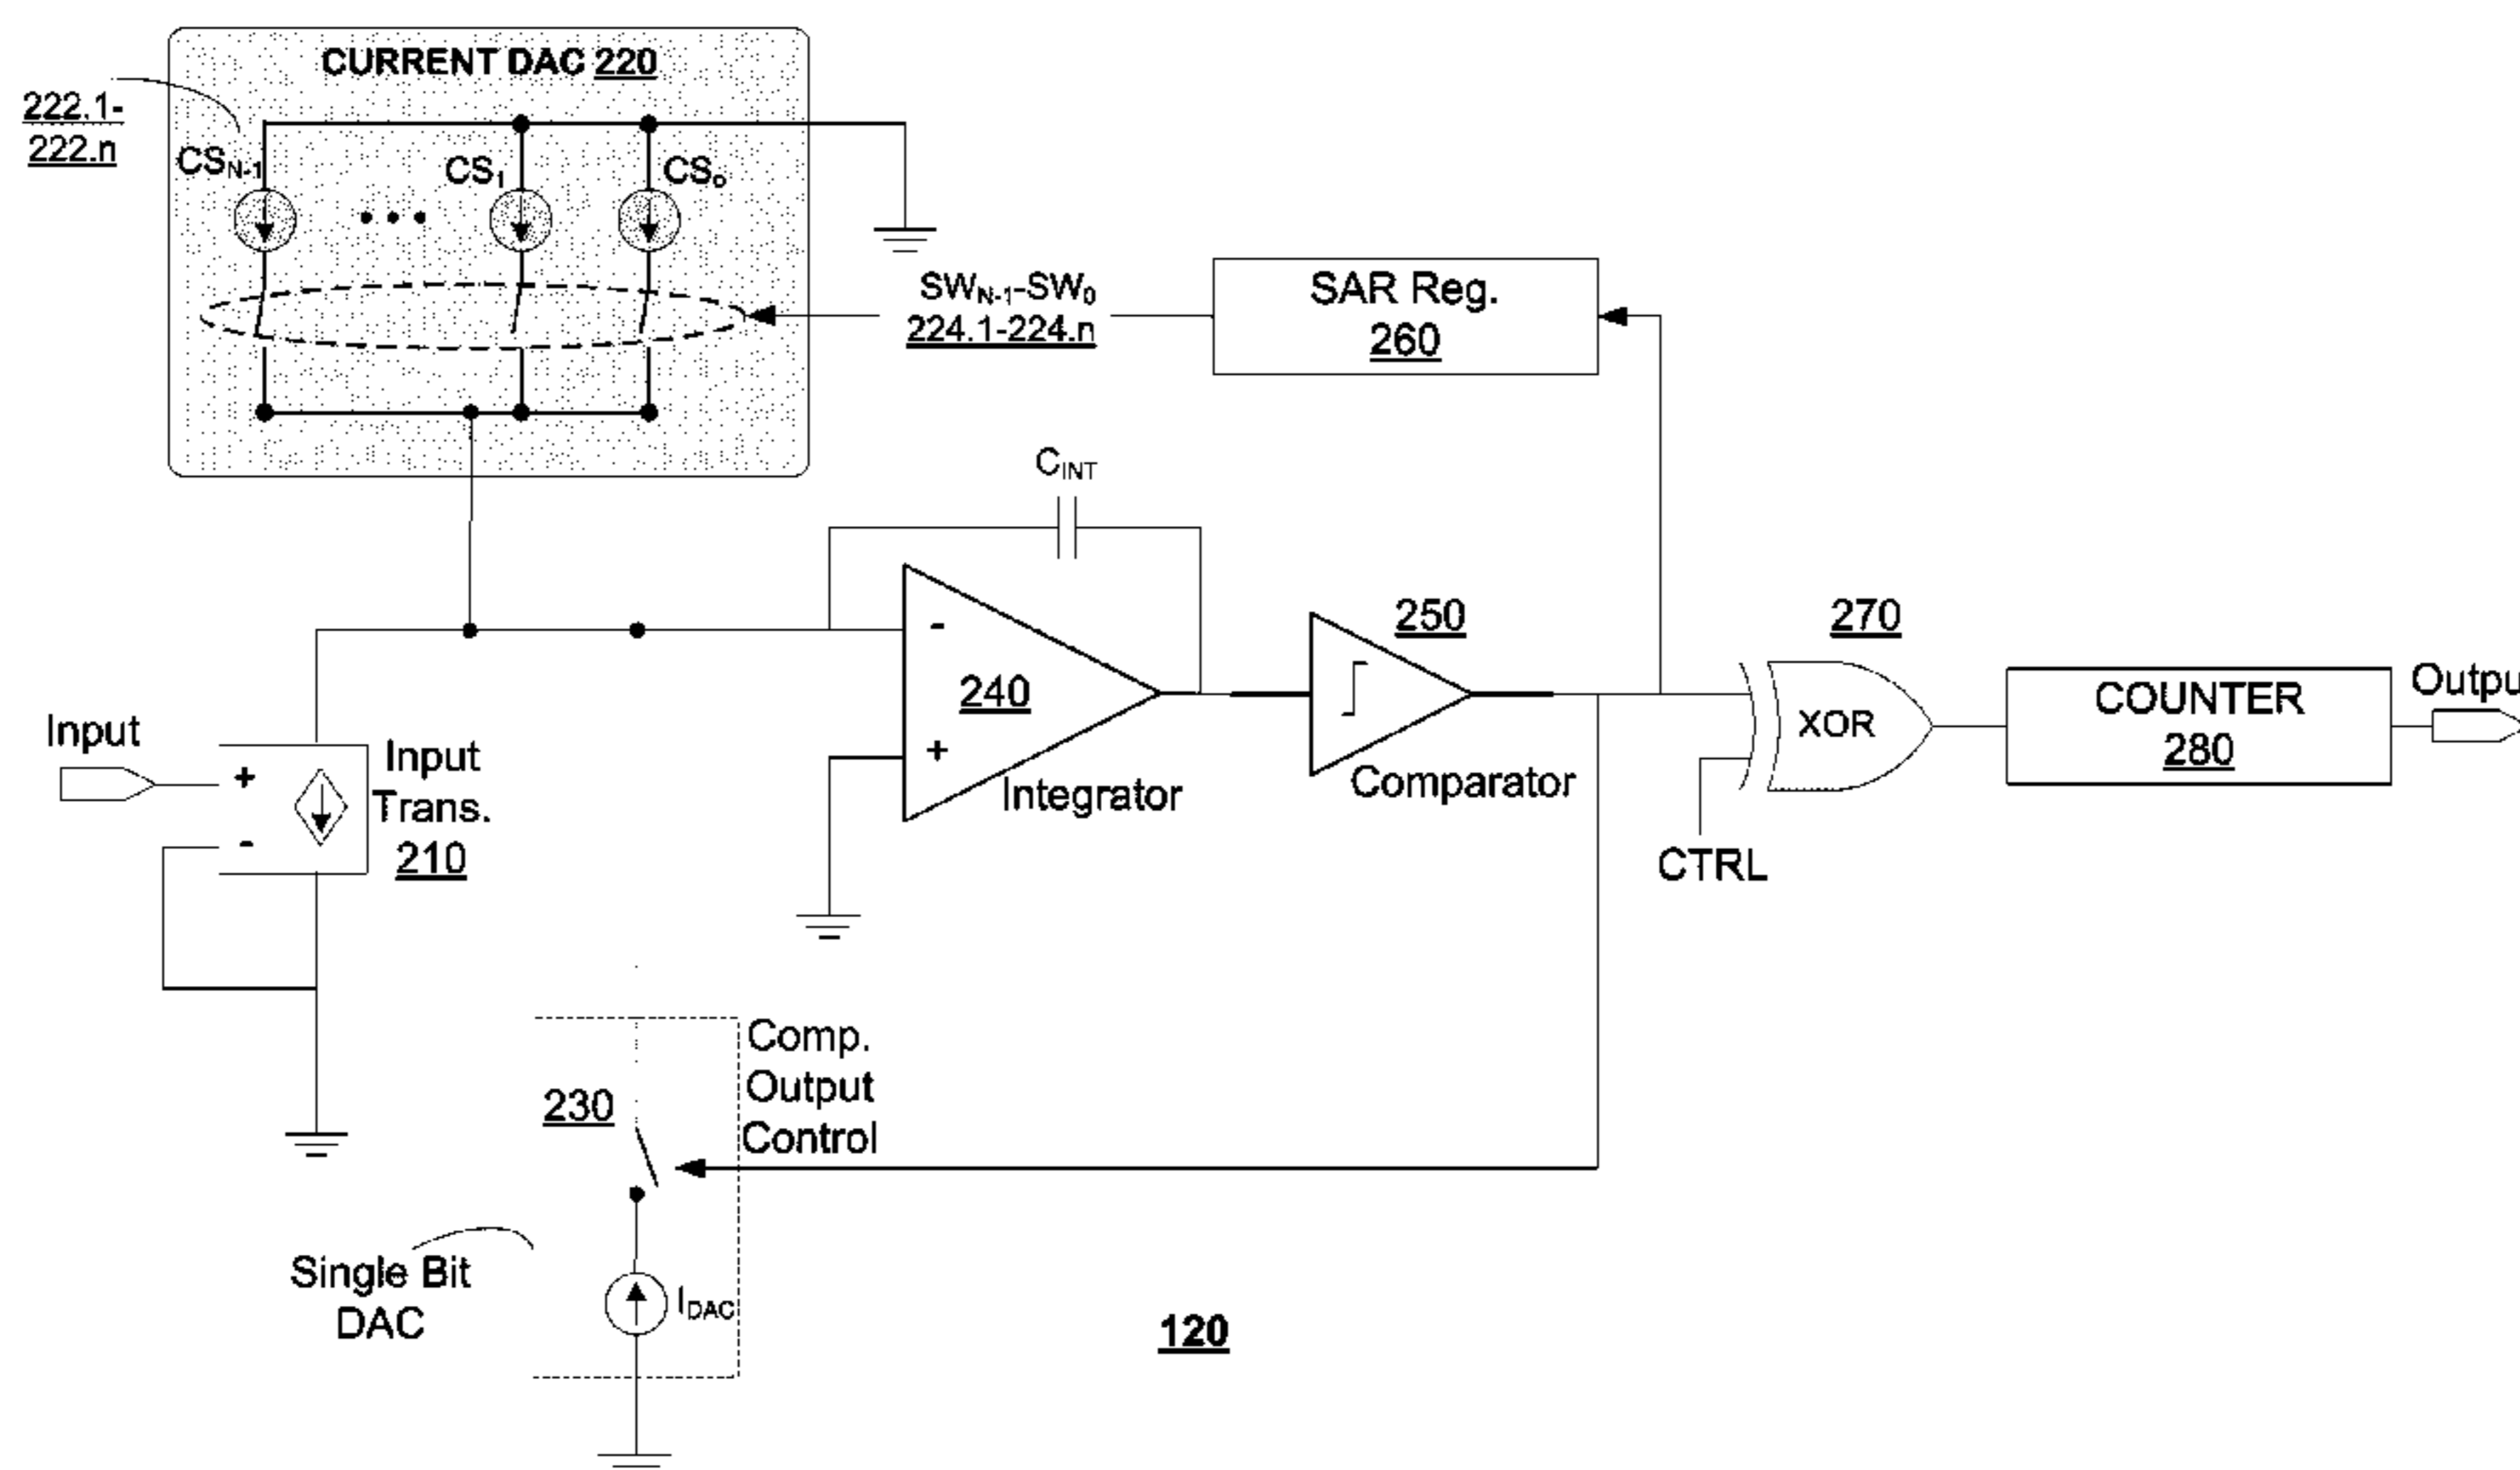 CURRENT DAC 220
222.1-
222.n
CSN-1
CS1
CSo
SWN-1-SW0
224.1-224.n
SAR Reg.
260
CINT
250
270
-
240
+
Integrator
Comparator
XOR
COUNTER
280
Outpu
CTRL
Input
+
-
Input
Trans.
210
Comp.
Output
Control
230
Single Bit
DAC
IDAC
120